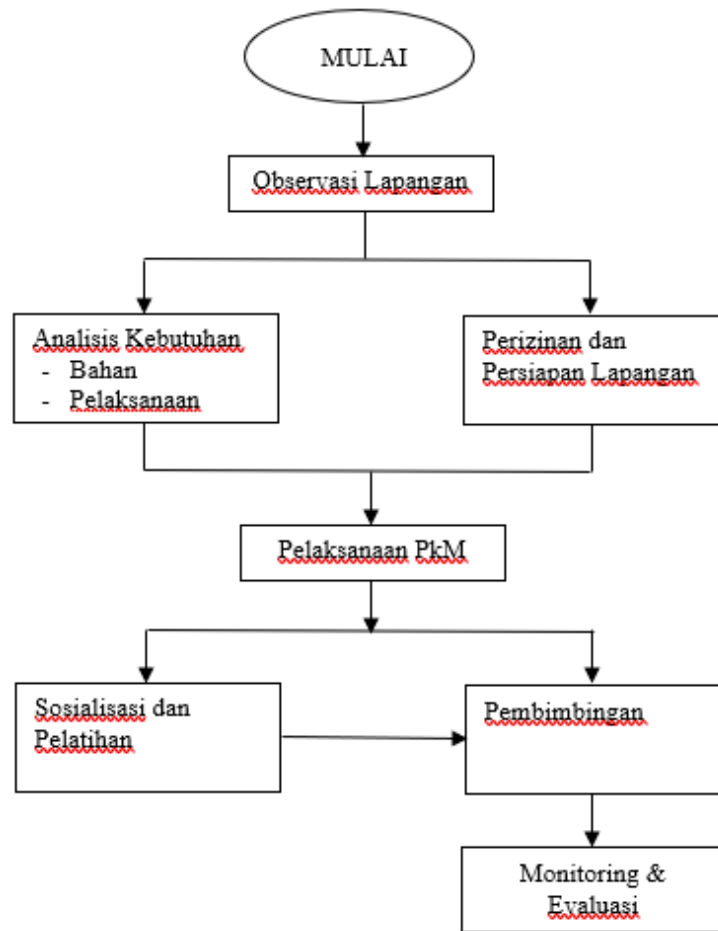 MULAI
Observasi Lapangan
Analisis Kebutuhan
- Bahan
- Pelaksanaan
Perizinan dan
Persiapan Lapangan
Pelaksanaan PkM
Sosialisasi dan
Pelatihan
Pembimbingan
Monitoring &
Evaluasi